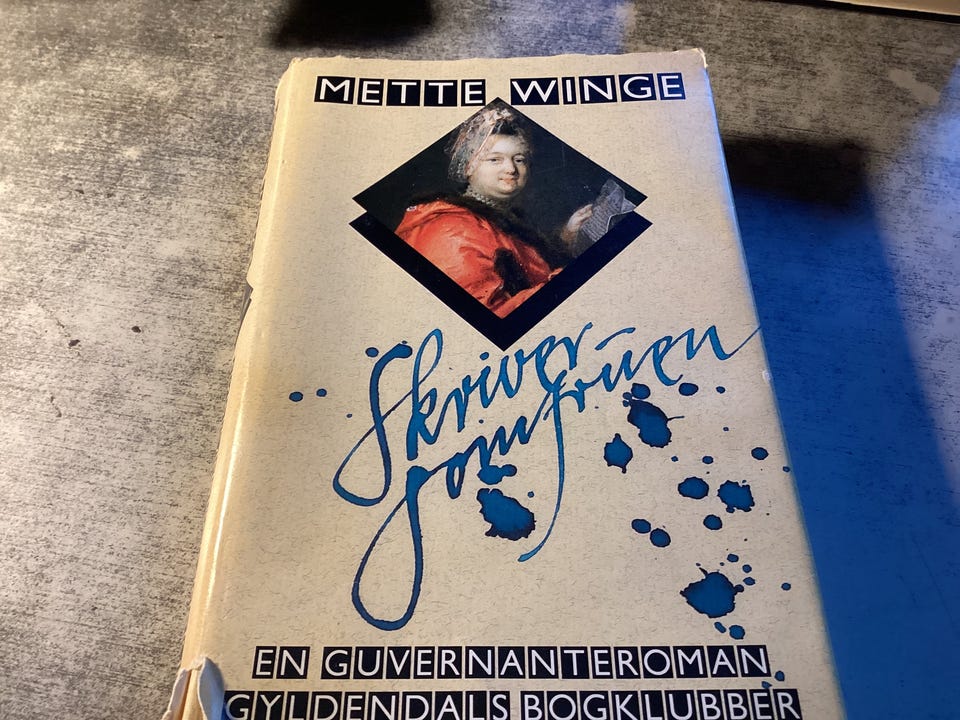 METTE WINGE
Skriver-
jomfruen
EN GUVERNANTEROMAN
GYLDENDALS BOGKLUBBER